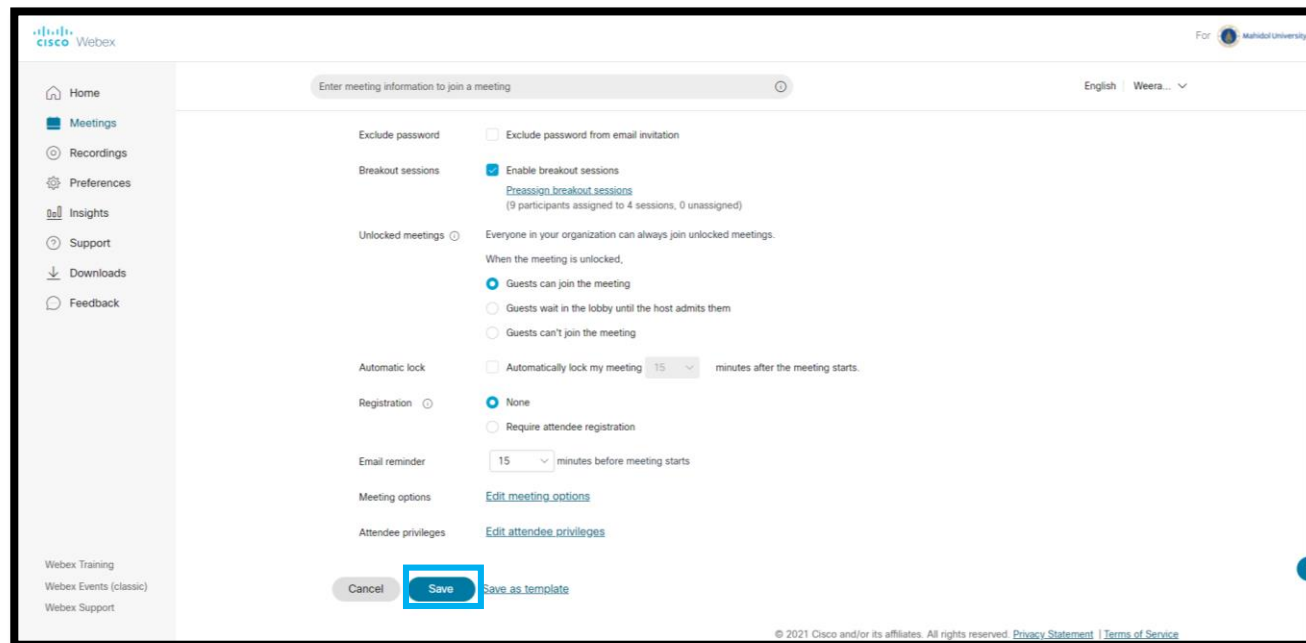 CISCO Webex
For Mahidol University
Home
Meetings
Recordings
Preferences
Insights
Support
Downloads
Feedback
Enter meeting information to join a meeting
English Weera...
Exclude password Exclude password from email invitation
Breakout sessions Enable breakout sessions
Preassign breakout sessions
(9 participants assigned to 4 sessions, 0 unassigned)
Unlocked meetings Everyone in your organization can always join unlocked meetings.
When the meeting is unlocked,
Guests can join the meeting
Guests wait in the lobby until the host admits them
Guests can't join the meeting
Automatic lock Automatically lock my meeting 15 minutes after the meeting starts.
Registration None
Require attendee registration
Email reminder 15 minutes before meeting starts
Meeting options Edit meeting options
Attendee privileges Edit attendee privileges
Cancel Save Save as template
Webex Training
Webex Events (classic)
Webex Support
© 2021 Cisco and/or its affiliates. All rights reserved. Privacy Statement | Terms of Service